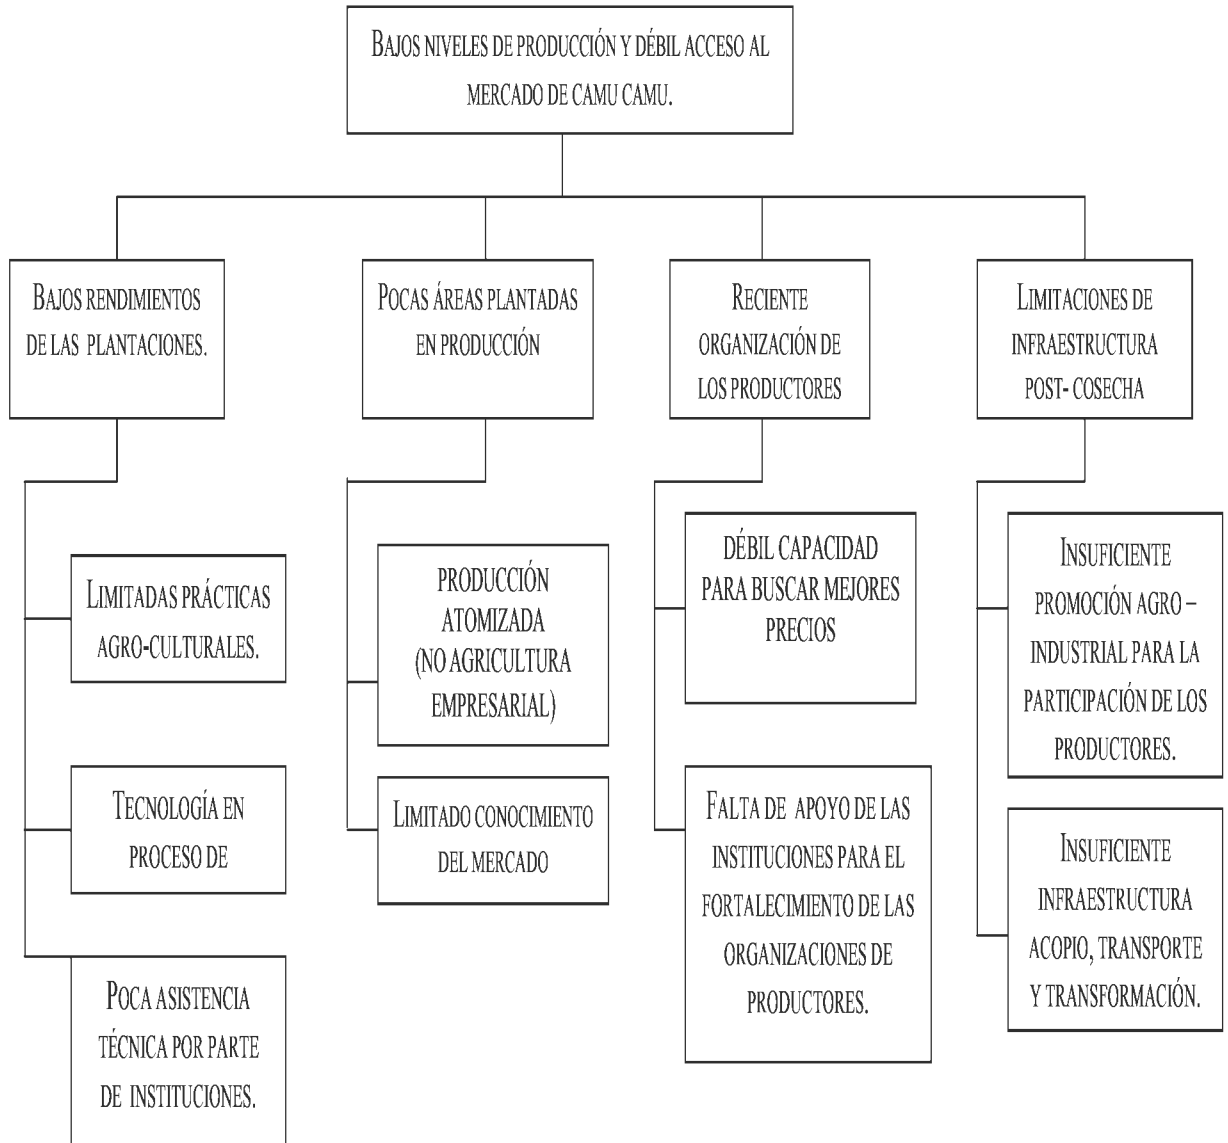 BAJOS NIVELES DE PRODUCCIÓN Y DÉBIL ACCESO AL
MERCADO DE CAMU CAMU.
BAJOS RENDIMIENTOS
DE LAS PLANTACIONES.
POCAS ÁREAS PLANTADAS
EN PRODUCCIÓN
RECIENTE
ORGANIZACIÓN DE
LOS PRODUCTORES
LIMITACIONES DE
INFRAESTRUCTURA
POST- COSECHA
LIMITADAS PRÁCTICAS
AGRO-CULTURALES.
TECNOLOGÍA EN
PROCESO DE
POCA ASISTENCIA
TÉCNICA POR PARTE
DE INSTITUCIONES.
PRODUCCIÓN
ATOMIZADA
(NO AGRICULTURA
EMPRESARIAL)
LIMITADO CONOCIMIENTO
DEL MERCADO
DÉBIL CAPACIDAD
PARA BUSCAR MEJORES
PRECIOS
FALTA DE APOYO DE LAS
INSTITUCIONES PARA EL
FORTALECIMIENTO DE LAS
ORGANIZACIONES DE
PRODUCTORES.
INSUFICIENTE
PROMOCIÓN AGRO –
INDUSTRIAL PARA LA
PARTICIPACIÓN DE LOS
PRODUCTORES.
INSUFICIENTE
INFRAESTRUCTURA
ACOPIO, TRANSPORTE
Y TRANSFORMACIÓN.